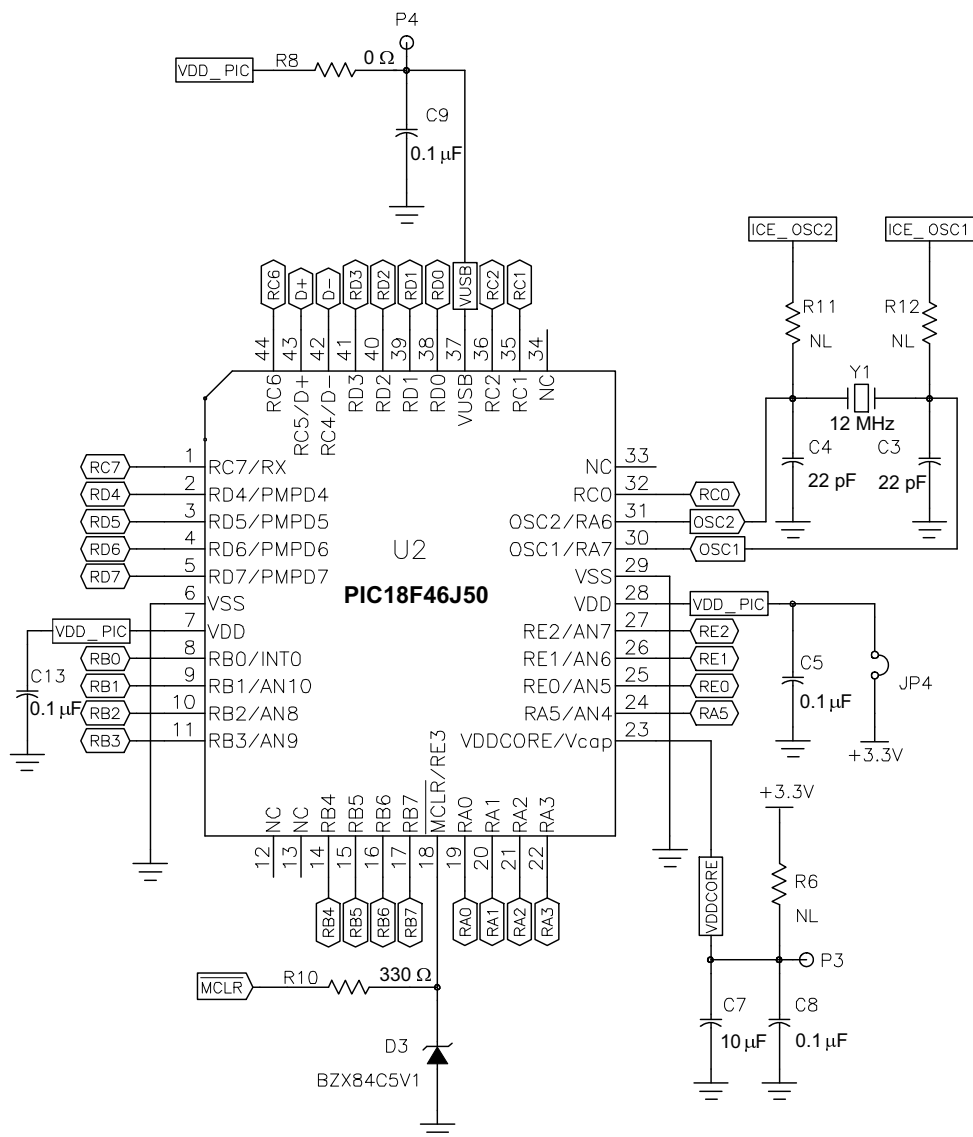 P4
VDD_PIC
R8
0 Ω
C9
0.1 µF
ICE_OSC2
ICE_OSC1
R11
NL
R12
NL
Y1
12 MHz
C4
22 pF
C3
22 pF
RC6
D+
D-
RD3
RD2
RD1
RD0
VUSB
RC2
RC1
44
43
42
41
40
39
38
37
36
35
34
RC6
RC5/D+
RC4/D-
RD3
RD2
RD1
RD0
VUSB
RC2
RC1
NC
RC7 1 RC7/RX
RD4 2 RD4/PMPD4
RD5 3 RD5/PMPD5
RD6 4 RD6/PMPD6
RD7 5 RD7/PMPD7
6 VSS
VDD_PIC 7 VDD
RB0 8 RB0/INT0
RB1 9 RB1/AN10
RB2 10 RB2/AN8
RB3 11 RB3/AN9
C13
0.1 µF
U2
PIC18F46J50
NC 33
RC0 32 RC0
OSC2/RA6 31 OSC2
OSC1/RA7 30 OSC1
VSS 29
VDD 28 VDD_PIC
RE2/AN7 27 RE2
RE1/AN6 26 RE1
RE0/AN5 25 RE0
RA5/AN4 24 RA5
VDDCORE/Vcap 23
C5
0.1 µF
JP4
+3.3V
NC
NC
RB4
RB5
RB6
RB7
MCLR/RE3
RA0
RA1
RA2
RA3
12
13
14
15
16
17
18
19
20
21
22
RB4
RB5
RB6
RB7
RA0
RA1
RA2
RA3
+3.3V
R6
NL
VDDCORE
P3
C7
10 µF
C8
0.1 µF
MCLR
R10
330 Ω
D3
BZX84C5V1